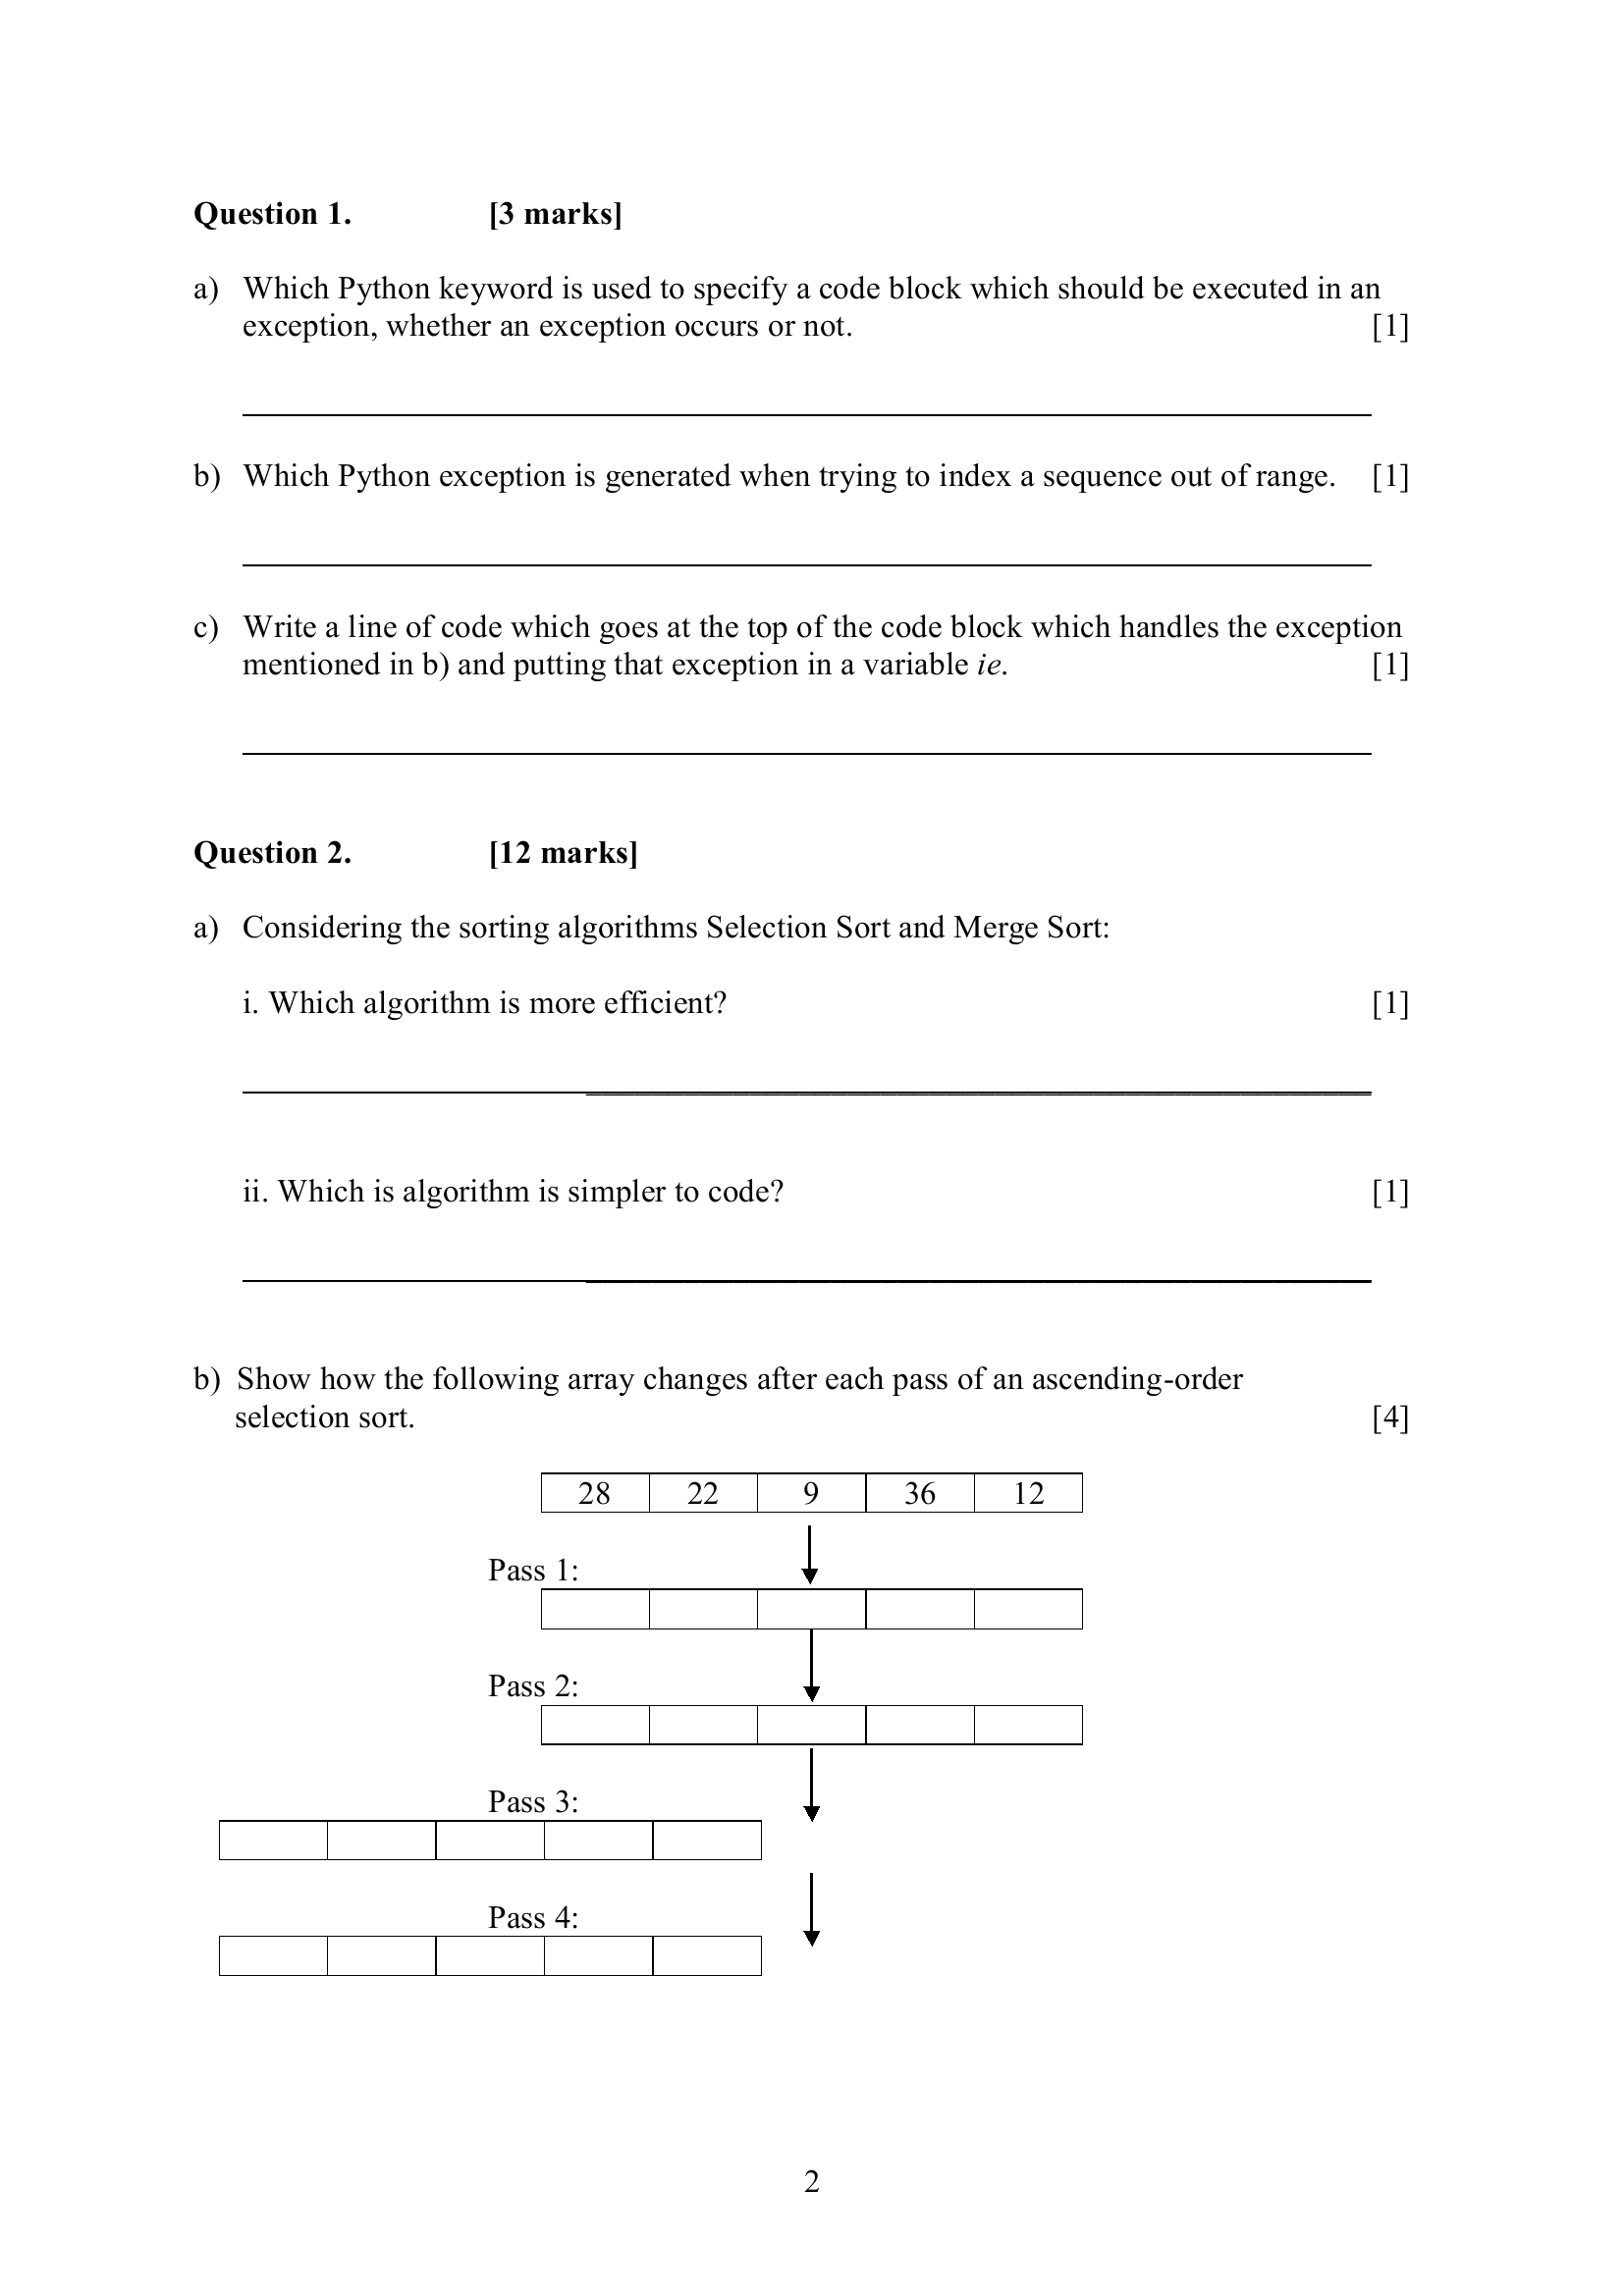 Question 1. [3 marks]
a) Which Python keyword is used to specify a code block which should be executed in an
exception, whether an exception occurs or not. [1]
b) Which Python exception is generated when trying to index a sequence out of range. [1]
c) Write a line of code which goes at the top of the code block which handles the exception
mentioned in b) and putting that exception in a variable ie. [1]
Question 2. [12 marks]
a) Considering the sorting algorithms Selection Sort and Merge Sort:
i. Which algorithm is more efficient? [1]
ii. Which is algorithm is simpler to code? [1]
b) Show how the following array changes after each pass of an ascending-order
selection sort. [4]
28 22 9 36 12
Pass 1:
Pass 2:
Pass 3:
Pass 4:
2